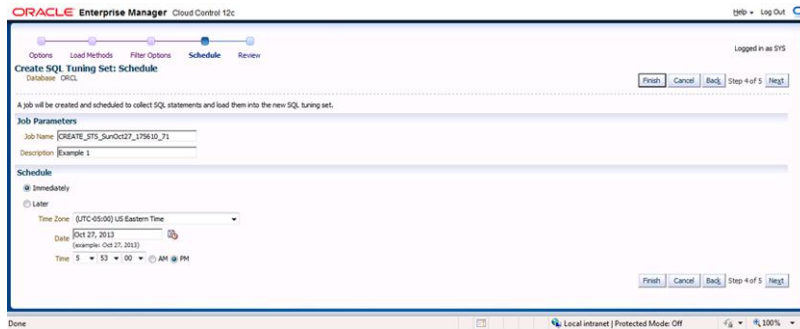 ORACLE Enterprise Manager Cloud Control 12c
Help Log Out
Options Load Methods Filter Options Schedule Review
Logged in as SYS
Create SQL Tuning Set: Schedule
Database ORCL
Finish Cancel Back Step 4 of 5 Next
A job will be created and scheduled to collect SQL statements and load them into the new SQL tuning set.
Job Parameters
Job Name CREATE_STS_SunOct27_175610_71
Description Example 1
Schedule
Immediately
Later
Time Zone (UTC-05:00) US Eastern Time
Date Oct 27, 2013
(example: Oct 27, 2013)
Time 5 53 00 AM PM
Finish Cancel Back Step 4 of 5 Next
Done Local intranet | Protected Mode: Off 100%